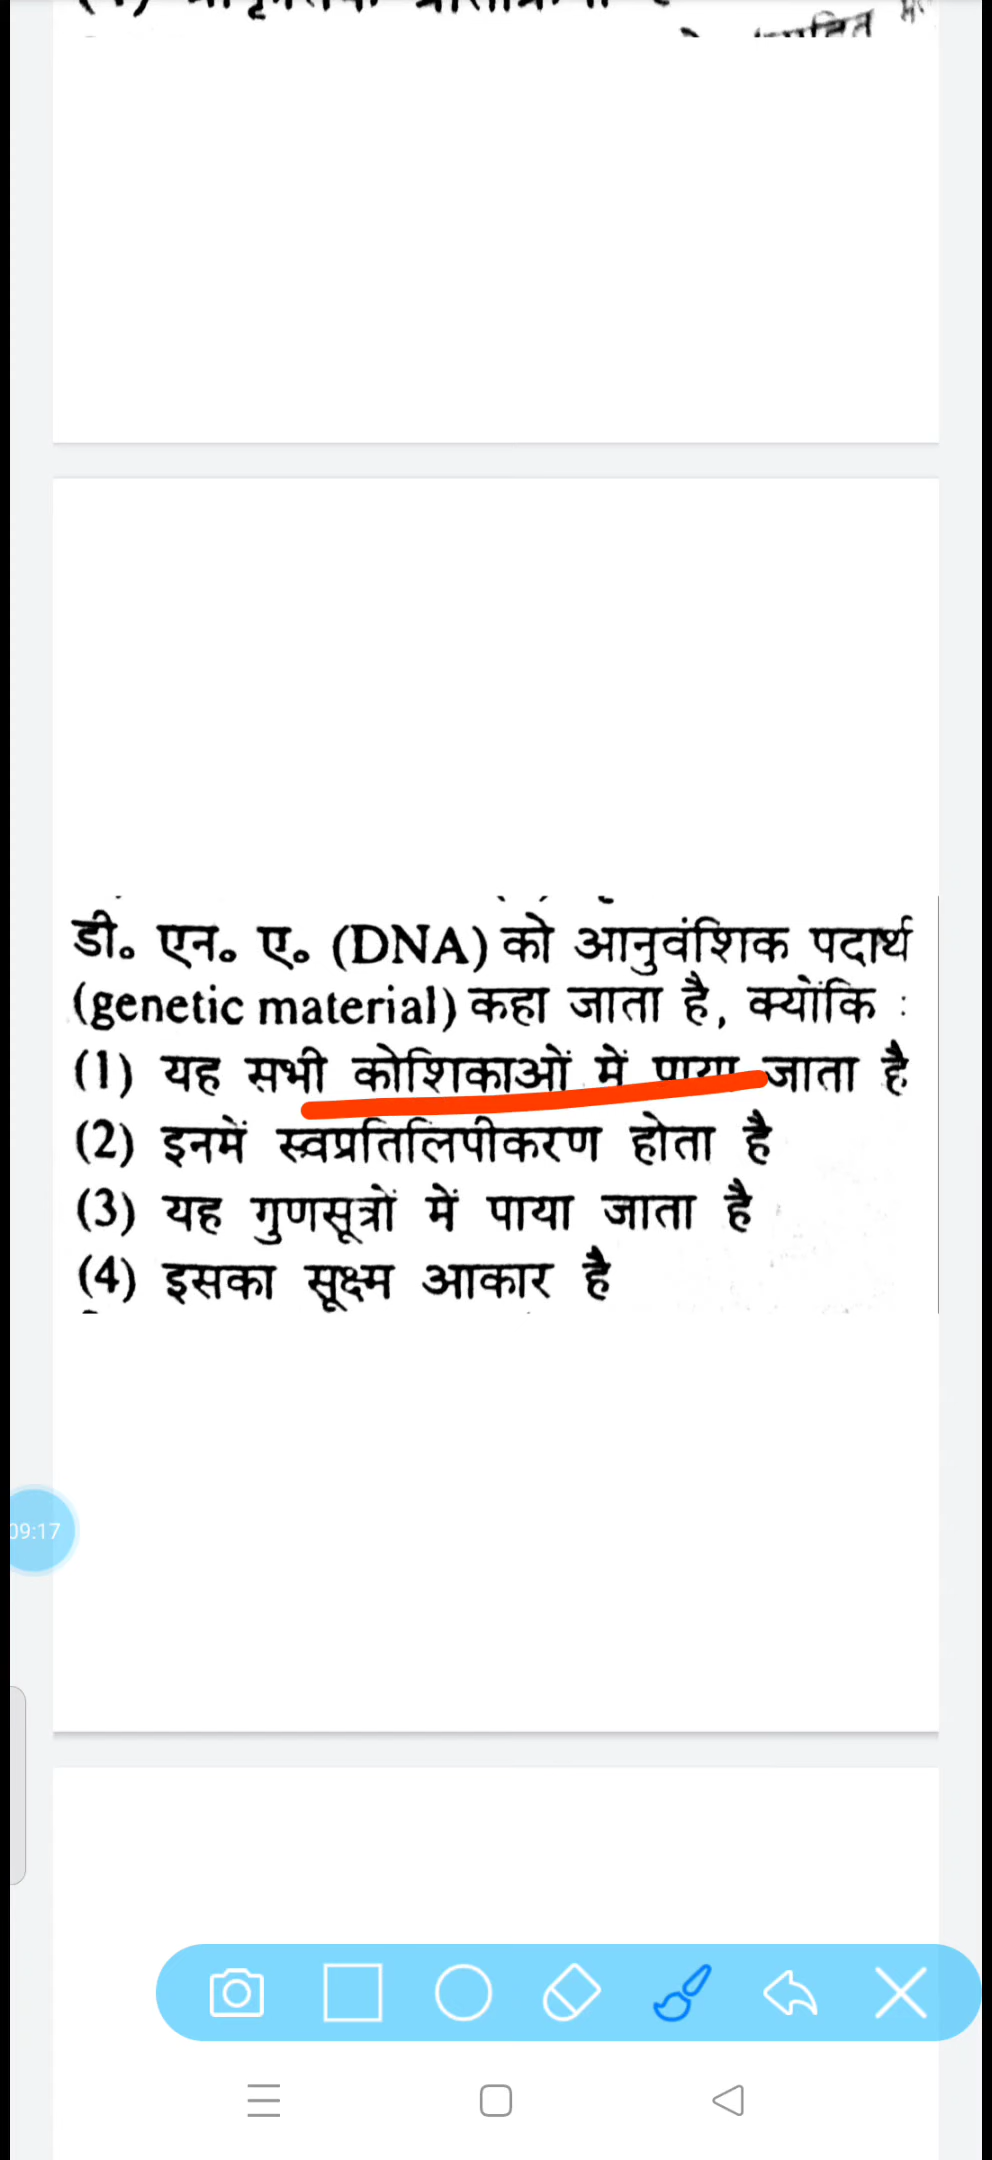 डी॰ एन॰ ए॰ (DNA) को आनुवंशिक पदार्थ
(genetic material) कहा जाता है, क्योंकि :
(1) यह सभी कोशिकाओं में पाया जाता है
(2) इनमें स्वप्रतिलिपीकरण होता है
(3) यह गुणसूत्रों में पाया जाता है
(4) इसका सूक्ष्म आकार है
09:17